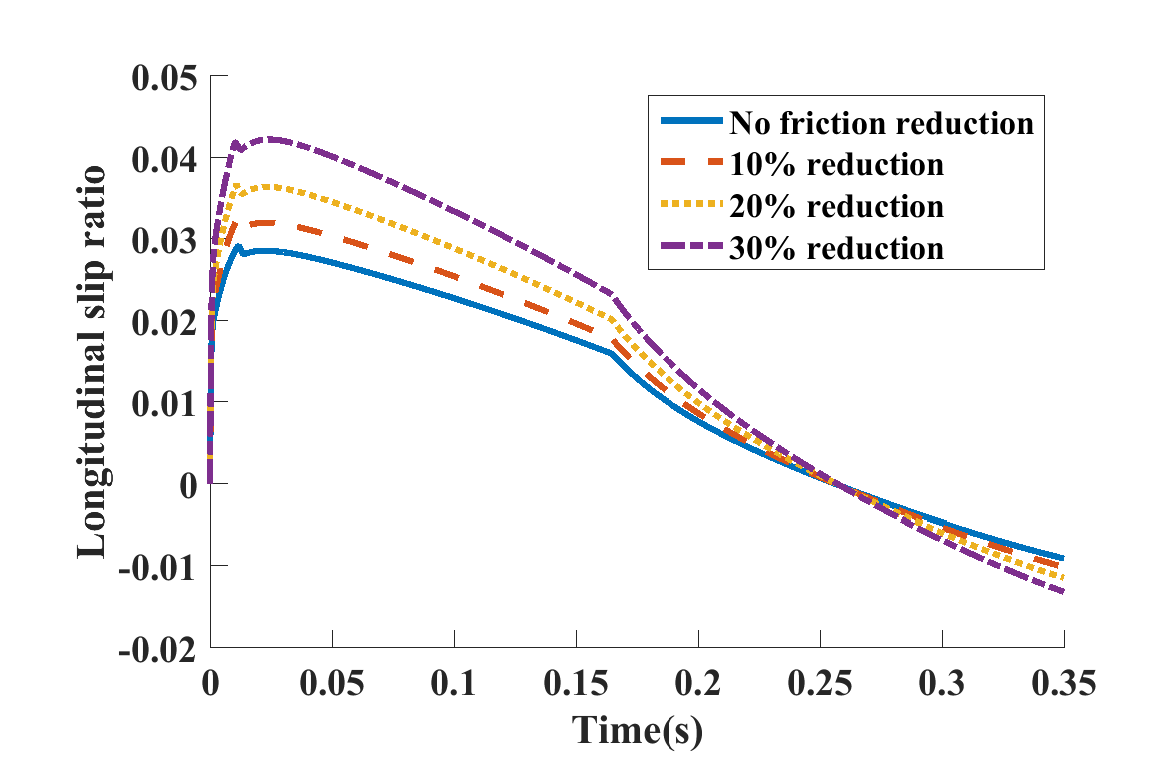 0.05
0.04
0.03
0.02
0.01
0
-0.01
-0.02
Longitudinal slip ratio
No friction reduction
10% reduction
20% reduction
30% reduction
0 0.05 0.1 0.15 0.2 0.25 0.3 0.35
Time(s)